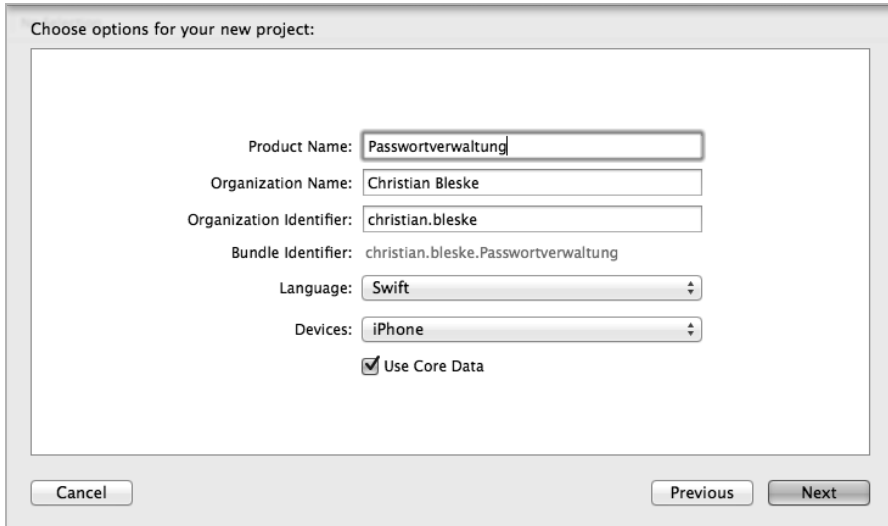 Choose options for your new project:
Product Name: Passwortverwaltung
Organization Name: Christian Bleske
Organization Identifier: christian.bleske
Bundle Identifier: christian.bleske.Passwortverwaltung
Language: Swift
Devices: iPhone
Use Core Data
Cancel Previous Next